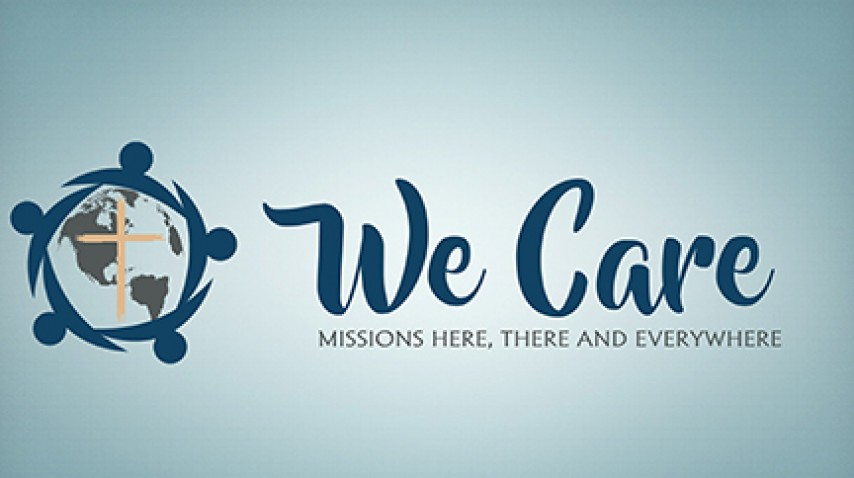 We Care
MISSIONS HERE, THERE AND EVERYWHERE